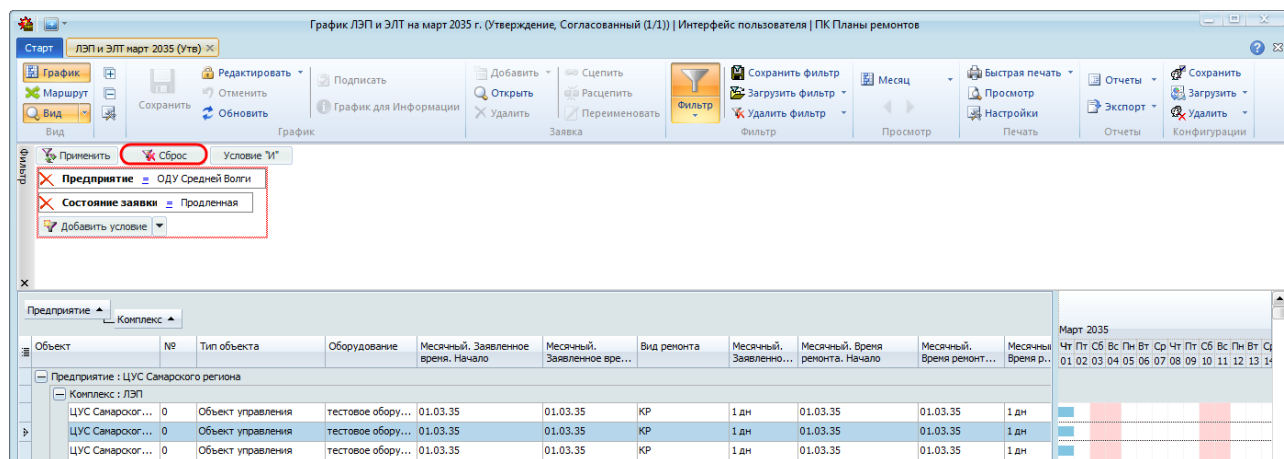 График ЛЭП и ЭЛТ на март 2035 г. (Утверждение, Согласованный (1/1)) | Интерфейс пользователя | ПК Планы ремонтов
Старт ЛЭП и ЭЛТ март 2035 (Утв)
График Редактировать Подписать Добавить Сцепить Сохранить фильтр Месяц Быстрая печать Отчеты Сохранить
Маршрут Сохранить Отменить Открыть Расцепить Фильтр Загрузить фильтр Просмотр Загрузить
Вид Обновить График для Информации Удалить Переименовать Удалить фильтр Настройки Экспорт Удалить
Вид График Заявка Фильтр Просмотр Печать Отчеты Конфигурации
Фильтр
Применить Сброс Условие "И"
Предприятие = ОДУ Средней Волги
Состояние заявки = Продленная
Добавить условие
Предприятие
Комплекс
Март 2035
Объект № Тип объекта Оборудование Месячный. Заявленное время. Начало Месячный. Заявленное вре... Вид ремонта Месячный. Заявленно... Месячный. Время ремонта. Начало Месячный. Время ремонт... Месячный Время р... Чт Пт Сб Вс Пн Вт Ср Чт Пт Сб Вс Пн Вт Ср
01 02 03 04 05 06 07 08 09 10 11 12 13 14
Предприятие : ЦУС Самарского региона
Комплекс : ЛЭП
ЦУС Самарског... 0 Объект управления тестовое обору... 01.03.35 01.03.35 КР 1 дн 01.03.35 01.03.35 1 дн
ЦУС Самарског... 0 Объект управления тестовое обору... 01.03.35 01.03.35 КР 1 дн 01.03.35 01.03.35 1 дн
ЦУС Самарског... 0 Объект управления тестовое обору... 01.03.35 01.03.35 КР 1 дн 01.03.35 01.03.35 1 дн